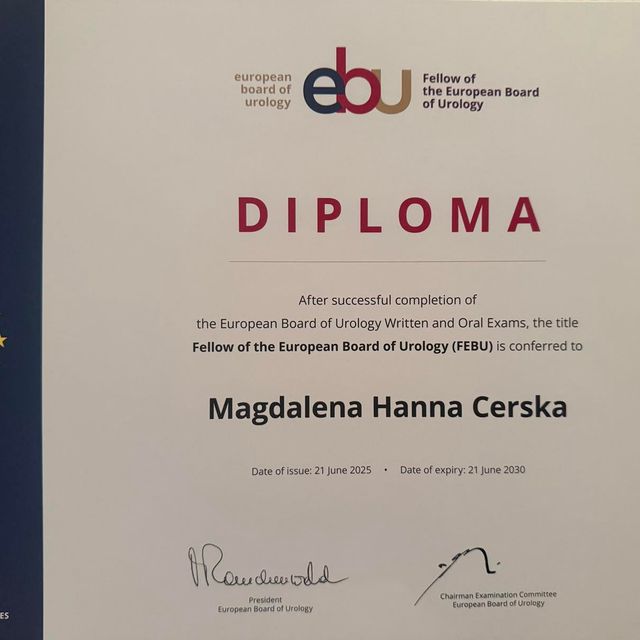 european
board of
urology
ebu
Fellow of
the European Board
of Urology
DIPLOMA
After successful completion of
the European Board of Urology Written and Oral Exams, the title
Fellow of the European Board of Urology (FEBU) is conferred to
Magdalena Hanna Cerska
Date of issue: 21 June 2025 • Date of expiry: 21 June 2030
President
European Board of Urology
Chairman Examination Committee
European Board of Urology
ES